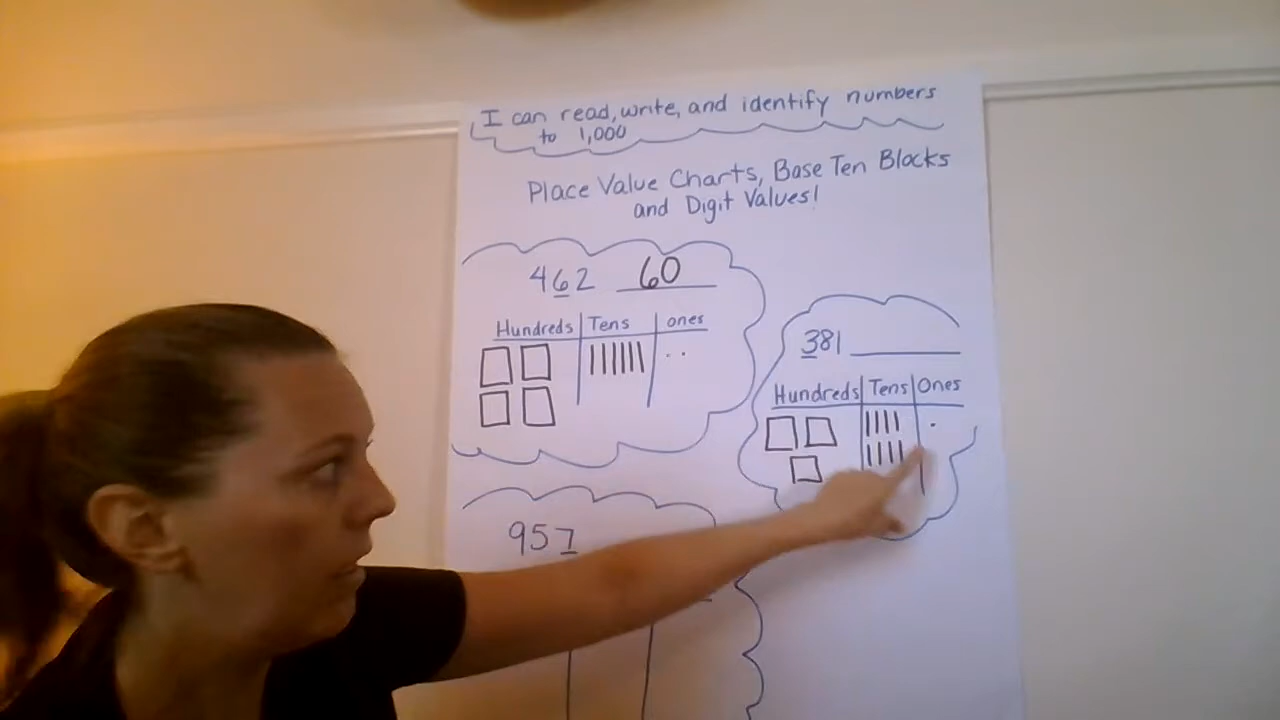 I can read, write, and identify numbers
to 1,000
Place Value Charts, Base Ten Blocks
and Digit Values!
462 60
Hundreds Tens ones
381
Hundreds Tens Ones
957